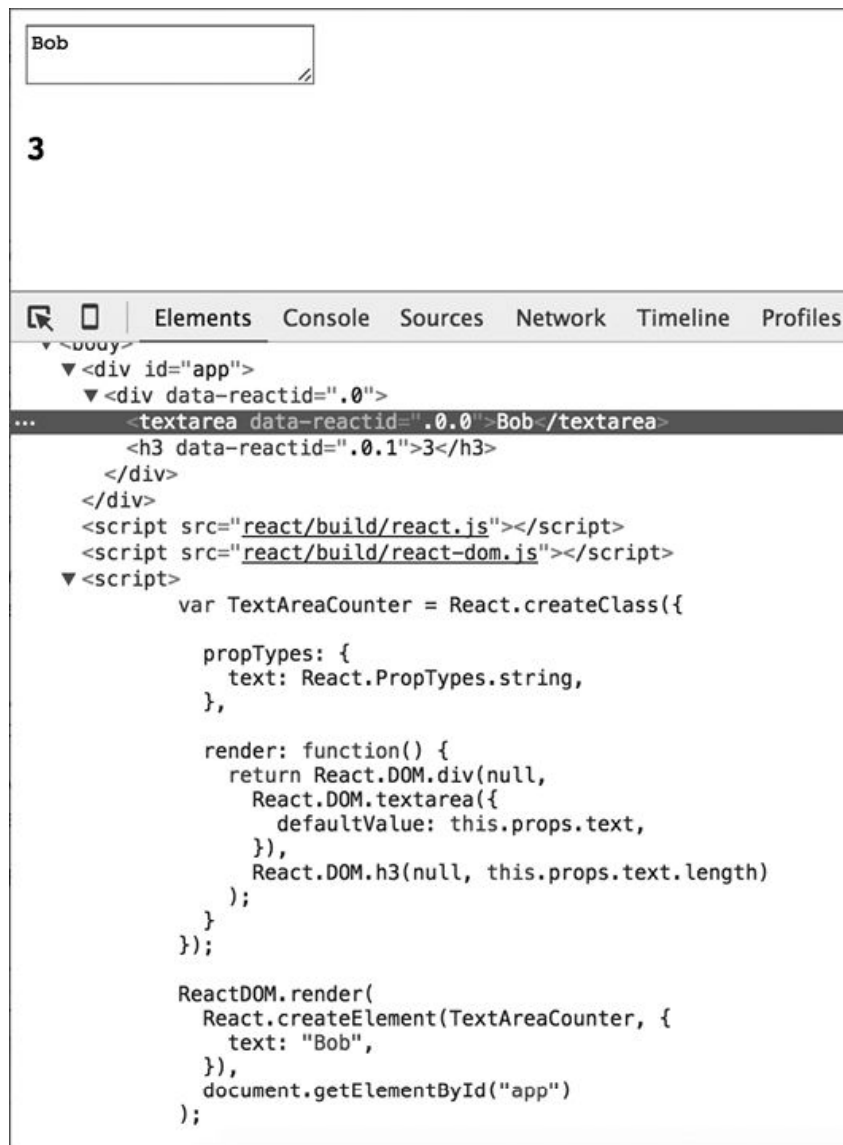 Bob
3
Elements Console Sources Network Timeline Profiles
▼ <body>
▼ <div id="app">
▼ <div data-reactid=".0">
... <textarea data-reactid=".0.0">Bob</textarea>
<h3 data-reactid=".0.1">3</h3>
</div>
</div>
<script src="react/build/react.js"></script>
<script src="react/build/react-dom.js"></script>
▼ <script>
var TextAreaCounter = React.createClass({
propTypes: {
text: React.PropTypes.string,
},
render: function() {
return React.DOM.div(null,
React.DOM.textarea({
defaultValue: this.props.text,
}),
React.DOM.h3(null, this.props.text.length)
);
}
});
ReactDOM.render(
React.createElement(TextAreaCounter, {
text: "Bob",
}),
document.getElementById("app")
);